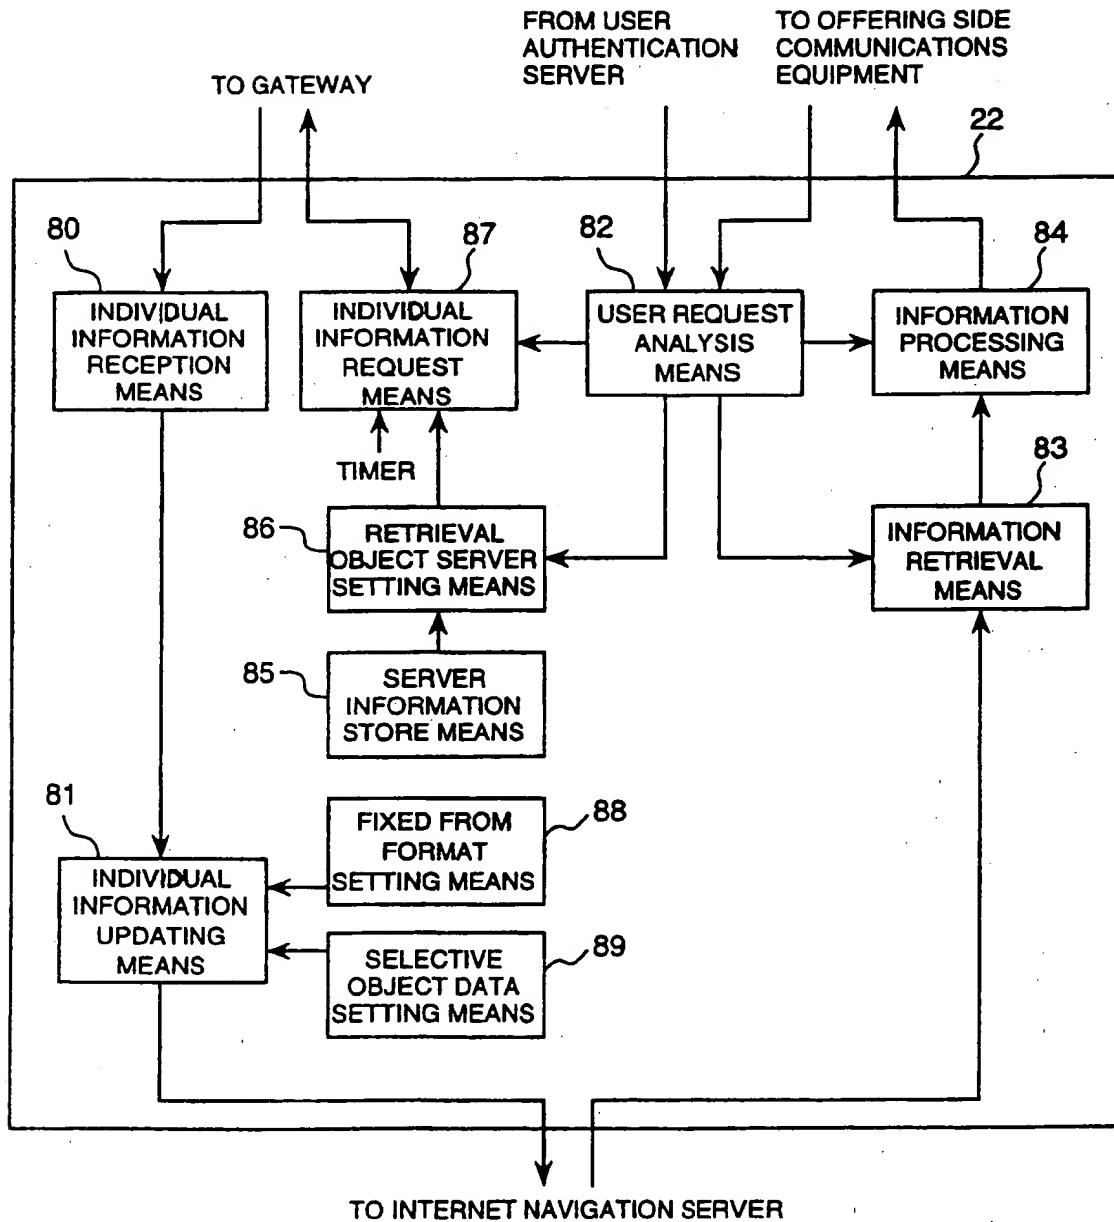 FROM USER
AUTHENTICATION
SERVER
TO OFFERING SIDE
COMMUNICATIONS
EQUIPMENT
TO GATEWAY
22
80
87
82
84
INDIVIDUAL
INFORMATION
RECEPTION
MEANS
INDIVIDUAL
INFORMATION
REQUEST
MEANS
USER REQUEST
ANALYSIS
MEANS
INFORMATION
PROCESSING
MEANS
TIMER
83
86
RETRIEVAL
OBJECT SERVER
SETTING MEANS
INFORMATION
RETRIEVAL
MEANS
85
SERVER
INFORMATION
STORE MEANS
81
88
FIXED FROM
FORMAT
SETTING MEANS
INDIVIDUAL
INFORMATION
UPDATING
MEANS
89
SELECTIVE
OBJECT DATA
SETTING MEANS
TO INTERNET NAVIGATION SERVER